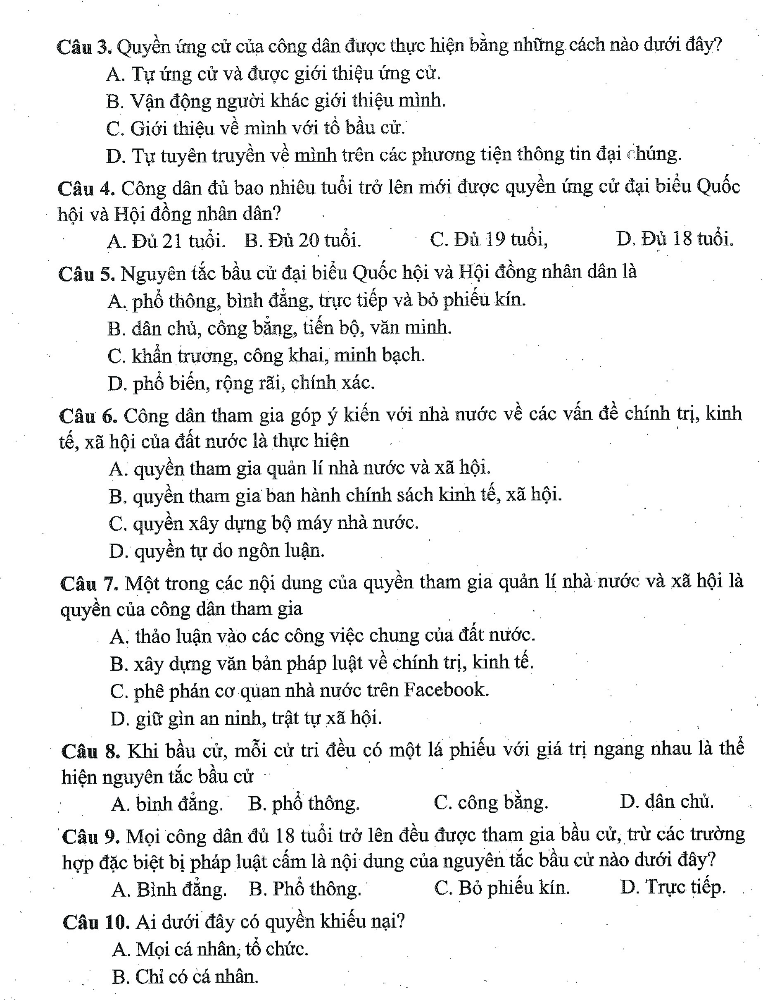 Câu 3. Quyền ứng cử của công dân được thực hiện bằng những cách nào dưới đây?
A. Tự ứng cử và được giới thiệu ứng cử.
B. Vận động người khác giới thiệu mình.
C. Giới thiệu về mình với tổ bầu cử.
D. Tự tuyên truyền về mình trên các phương tiện thông tin đại chúng.
Câu 4. Công dân đủ bao nhiêu tuổi trở lên mới được quyền ứng cử đại biểu Quốc
hội và Hội đồng nhân dân?
A. Đủ 21 tuổi. B. Đủ 20 tuổi. C. Đủ 19 tuổi, D. Đủ 18 tuổi.
Câu 5. Nguyên tắc bầu cử đại biểu Quốc hội và Hội đồng nhân dân là
A. phổ thông, bình đẳng, trực tiếp và bỏ phiếu kín.
B. dân chủ, công bằng, tiến bộ, văn minh.
C. khẩn trương, công khai, minh bạch.
D. phổ biến, rộng rãi, chính xác.
Câu 6. Công dân tham gia góp ý kiến với nhà nước về các vấn đề chính trị, kinh
tế, xã hội của đất nước là thực hiện
A. quyền tham gia quản lí nhà nước và xã hội.
B. quyền tham gia ban hành chính sách kinh tế, xã hội.
C. quyền xây dựng bộ máy nhà nước.
D. quyền tự do ngôn luận.
Câu 7. Một trong các nội dung của quyền tham gia quản lí nhà nước và xã hội là
quyền của công dân tham gia
A. thảo luận vào các công việc chung của đất nước.
B. xây dựng văn bản pháp luật về chính trị, kinh tế.
C. phê phán cơ quan nhà nước trên Facebook.
D. giữ gìn an ninh, trật tự xã hội.
Câu 8. Khi bầu cử, mỗi cử tri đều có một lá phiếu với giá trị ngang nhau là thể
hiện nguyên tắc bầu cử
A. bình đẳng. B. phổ thông. C. công bằng. D. dân chủ.
Câu 9. Mọi công dân đủ 18 tuổi trở lên đều được tham gia bầu cử, trừ các trường
hợp đặc biệt bị pháp luật cấm là nội dung của nguyên tắc bầu cử nào dưới đây?
A. Bình đẳng. B. Phổ thông. C. Bỏ phiếu kín. D. Trực tiếp.
Câu 10. Ai dưới đây có quyền khiếu nại?
A. Mọi cá nhân, tổ chức.
B. Chỉ có cá nhân.